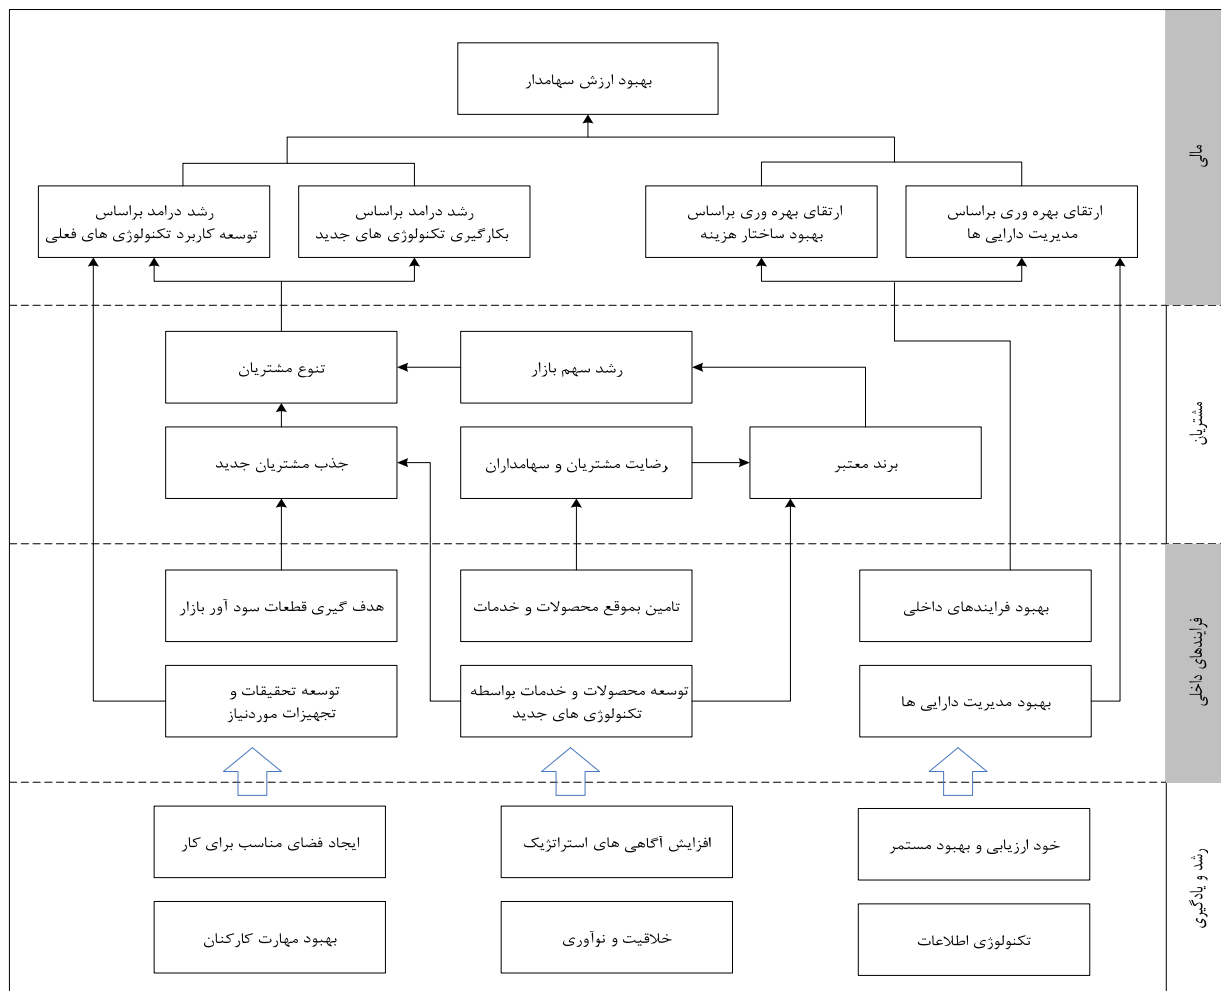 مالی
بهبود ارزش سهامدار
ارتقای بهره وری براساس
مدیریت دارایی ها
ارتقای بهره وری براساس
بهبود ساختار هزینه
رشد درامد براساس
بکارگیری تکنولوژی های جدید
رشد درامد براساس
توسعه کاربرد تکنولوژی های فعلی
مشتریان
رشد سهم بازار
تنوع مشتریان
برند معتبر
رضایت مشتریان و سهامداران
جذب مشتریان جدید
فرایندهای داخلی
بهبود فرایندهای داخلی
تامین بموقع محصولات و خدمات
هدف گیری قطعات سود آور بازار
بهبود مدیریت دارایی ها
توسعه محصولات و خدمات بواسطه
تکنولوژی های جدید
توسعه تحقیقات و
تجهیزات موردنیاز
رشد و یادگیری
خود ارزیابی و بهبود مستمر
افزایش آگاهی های استراتژیک
ایجاد فضای مناسب برای کار
تکنولوژی اطلاعات
خلاقیت و نوآوری
بهبود مهارت کارکنان